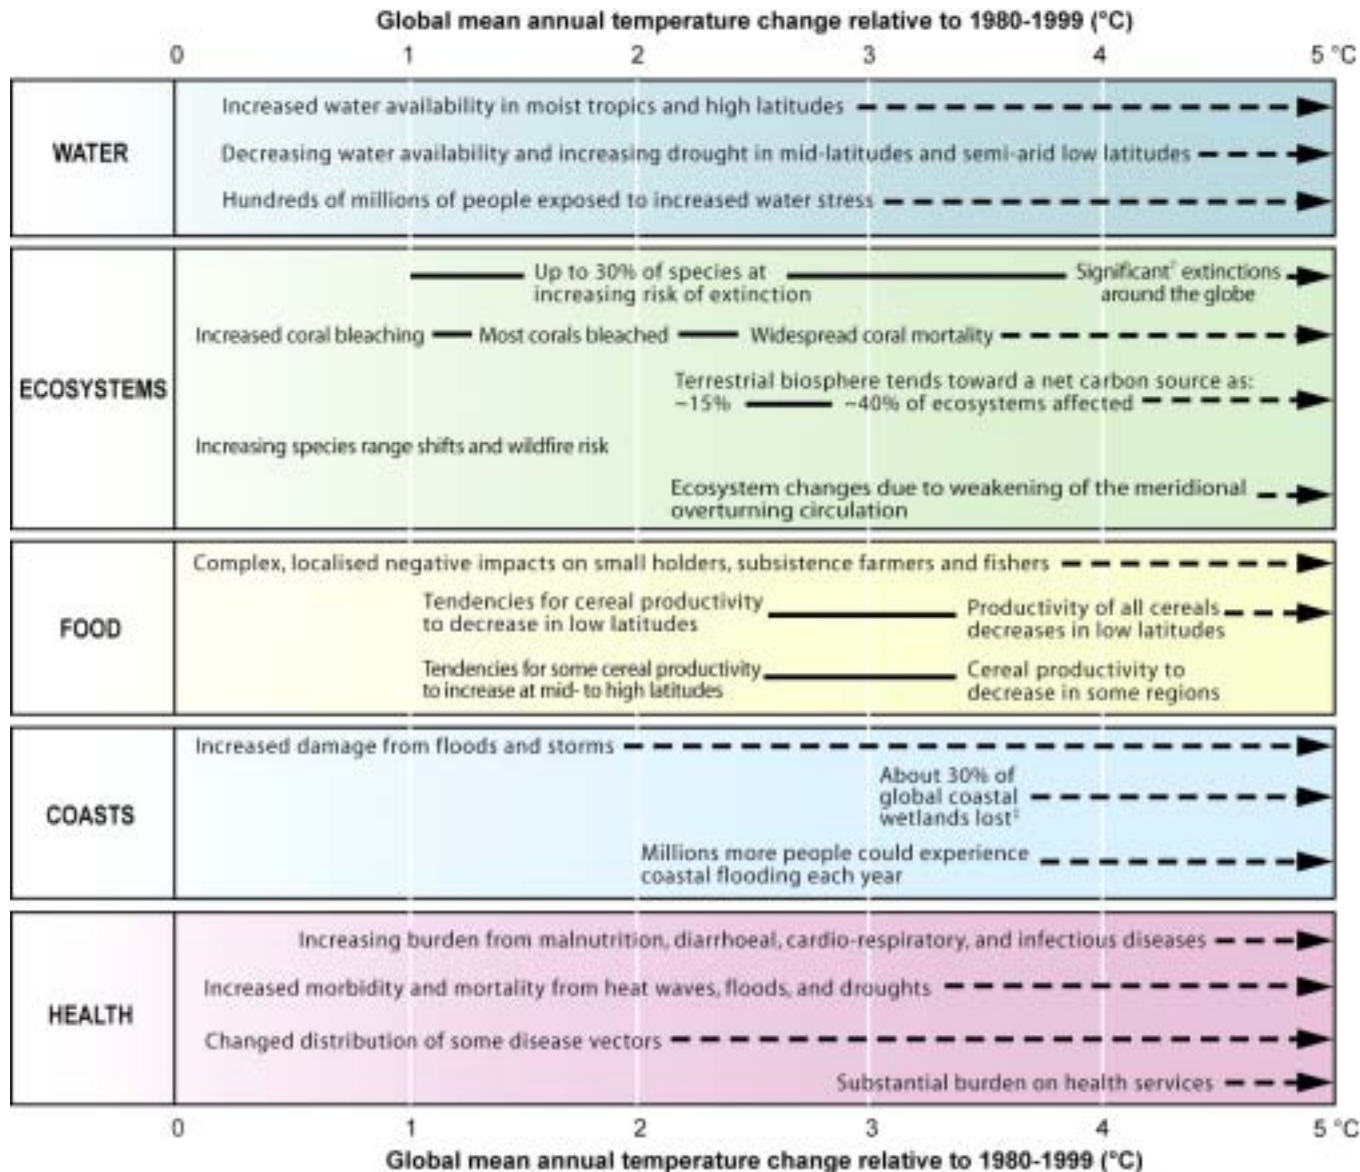 Global mean annual temperature change relative to 1980-1999 (°C)
0 1 2 3 4 5 °C
WATER
Increased water availability in moist tropics and high latitudes
Decreasing water availability and increasing drought in mid-latitudes and semi-arid low latitudes
Hundreds of millions of people exposed to increased water stress
ECOSYSTEMS
Up to 30% of species at
increasing risk of extinction
Significant† extinctions
around the globe
Increased coral bleaching
Most corals bleached
Widespread coral mortality
Terrestrial biosphere tends toward a net carbon source as:
~15% ~40% of ecosystems affected
Increasing species range shifts and wildfire risk
Ecosystem changes due to weakening of the meridional
overturning circulation
FOOD
Complex, localised negative impacts on small holders, subsistence farmers and fishers
Tendencies for cereal productivity
to decrease in low latitudes
Productivity of all cereals
decreases in low latitudes
Tendencies for some cereal productivity
to increase at mid- to high latitudes
Cereal productivity to
decrease in some regions
COASTS
Increased damage from floods and storms
About 30% of
global coastal
wetlands lost‡
Millions more people could experience
coastal flooding each year
HEALTH
Increasing burden from malnutrition, diarrhoeal, cardio-respiratory, and infectious diseases
Increased morbidity and mortality from heat waves, floods, and droughts
Changed distribution of some disease vectors
Substantial burden on health services
0 1 2 3 4 5 °C
Global mean annual temperature change relative to 1980-1999 (°C)